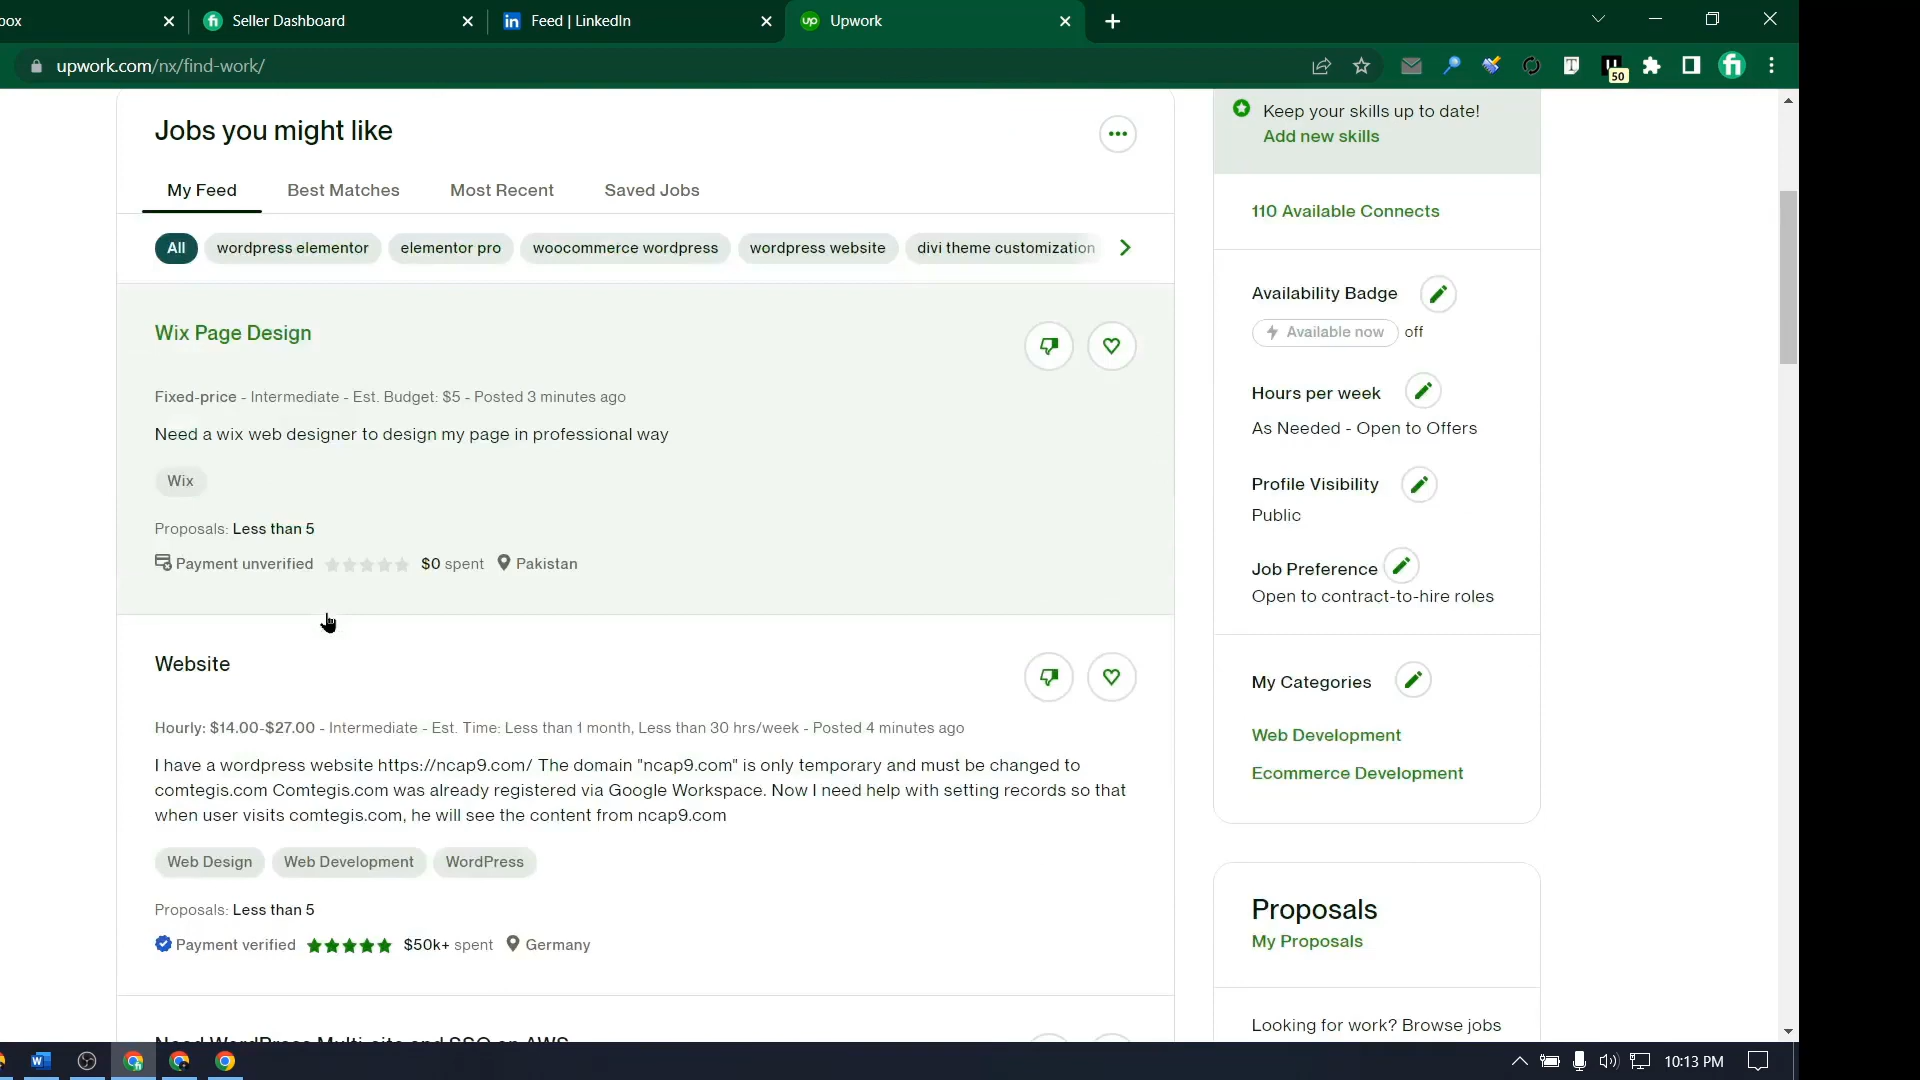 box
Seller Dashboard
Feed | LinkedIn
Upwork
upwork.com/nx/find-work/
50
Jobs you might like
My Feed
Best Matches
Most Recent
Saved Jobs
All
wordpress elementor
elementor pro
woocommerce wordpress
wordpress website
divi theme customization
Wix Page Design
Fixed-price - Intermediate - Est. Budget: $5 - Posted 3 minutes ago
Need a wix web designer to design my page in professional way
Wix
Proposals: Less than 5
Payment unverified $0 spent Pakistan
Website
Hourly: $14.00-$27.00 - Intermediate - Est. Time: Less than 1 month, Less than 30 hrs/week - Posted 4 minutes ago
I have a wordpress website https://ncap9.com/ The domain "ncap9.com" is only temporary and must be changed to
comtegis.com Comtegis.com was already registered via Google Workspace. Now I need help with setting records so that
when user visits comtegis.com, he will see the content from ncap9.com
Web Design
Web Development
WordPress
Proposals: Less than 5
Payment verified $50k+ spent Germany
Need WordPress Multi-site and SSO on AWS
Keep your skills up to date!
Add new skills
110 Available Connects
Availability Badge
Available now off
Hours per week
As Needed - Open to Offers
Profile Visibility
Public
Job Preference
Open to contract-to-hire roles
My Categories
Web Development
Ecommerce Development
Proposals
My Proposals
Looking for work? Browse jobs
10:13 PM